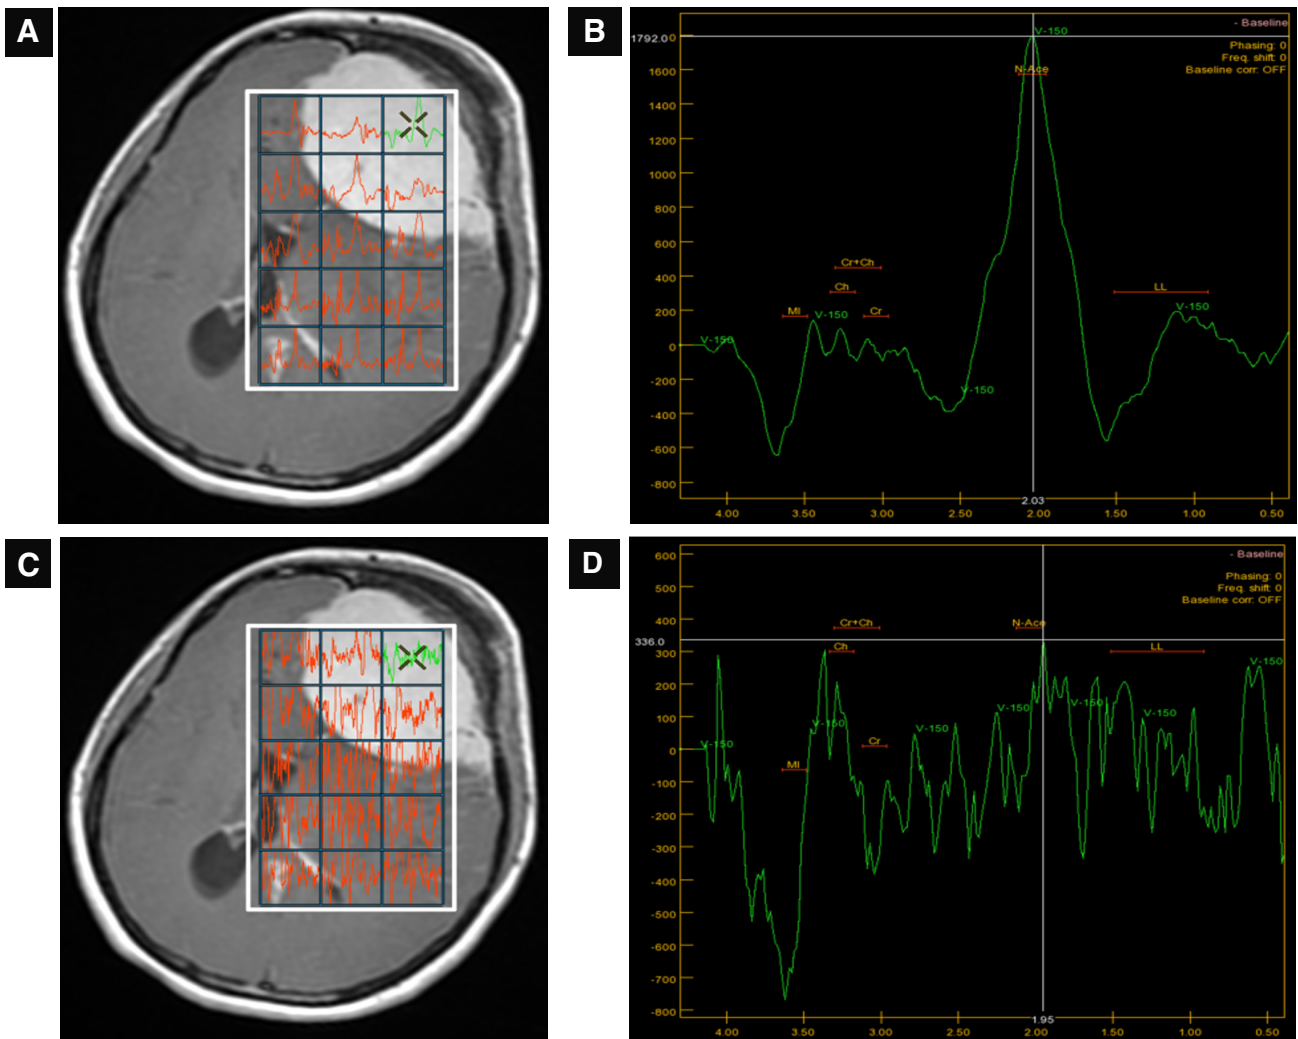 A
B
- Baseline
V-150
1792.0
0
Phasing: 0
Freq. shift: 0
Baseline corr: OFF
1600
N-Ace
1400
1200
1000
800
600
400
Cr+Ch
Ch
LL
200
MI
V-150
Cr
V-150
0
V-150
-200
V-150
-400
-600
-800
2.03
4.00
3.50
3.00
2.50
2.00
1.50
1.00
0.50
C
D
600
- Baseline
Phasing: 0
Freq. shift: 0
Baseline corr: OFF
500
400
Cr+Ch
N-Ace
336.0
Ch
LL
300
V-150
200
V-150
V-150
V-150
100
V-150
V-150
Cr
V-150
0
MI
-100
-200
-300
-400
-500
-600
-700
-800
1.95
4.00
3.50
3.00
2.50
2.00
1.50
1.00
0.50